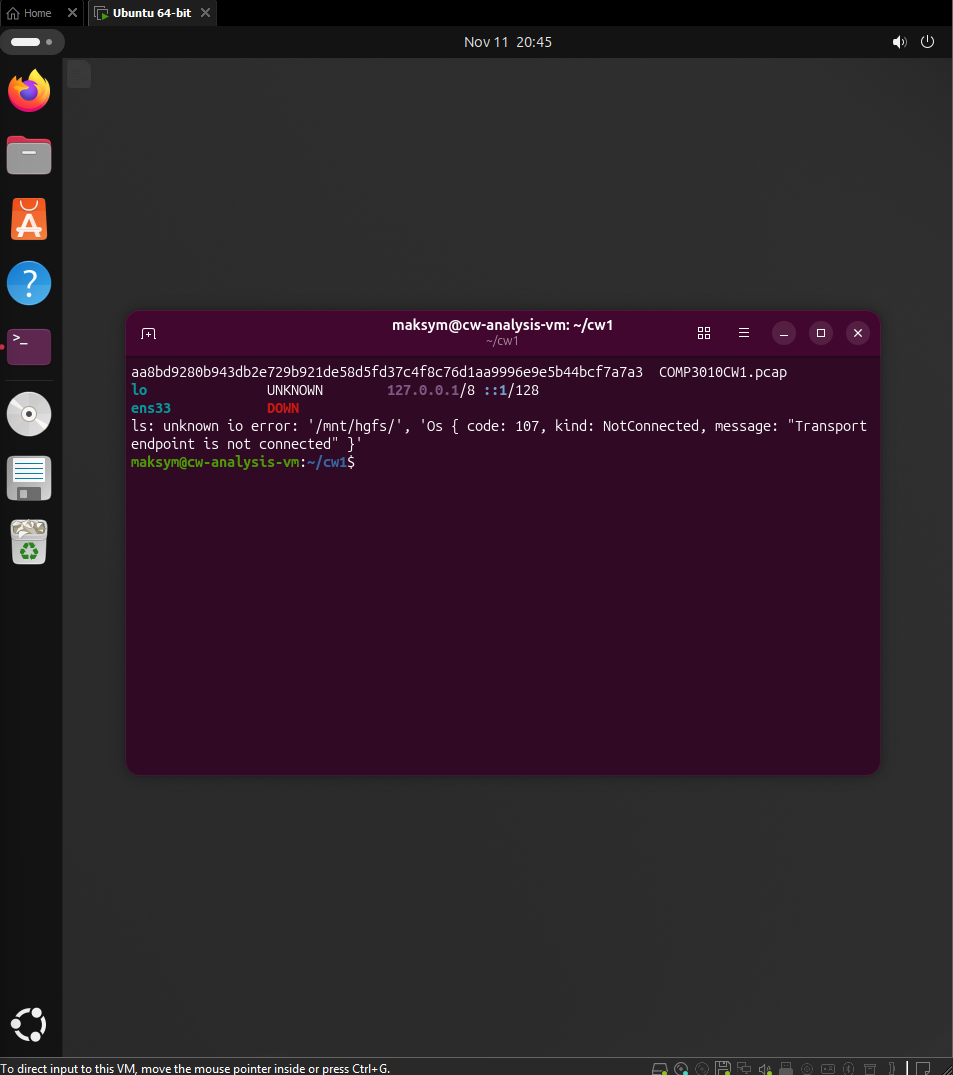 Home
Ubuntu 64-bit
Nov 11 20:45
maksym@cw-analysis-vm: ~/cw1
~/cw1
aa8bd9280b943db2e729b921de58d5fd37c4f8c76d1aa9996e9e5b44bcf7a7a3  COMP3010CW1.pcap
lo               UNKNOWN        127.0.0.1/8 ::1/128
ens33            DOWN
ls: unknown io error: '/mnt/hgfs/', 'Os { code: 107, kind: NotConnected, message: "Transport
endpoint is not connected" }'
maksym@cw-analysis-vm:~/cw1$
To direct input to this VM, move the mouse pointer inside or press Ctrl+G.